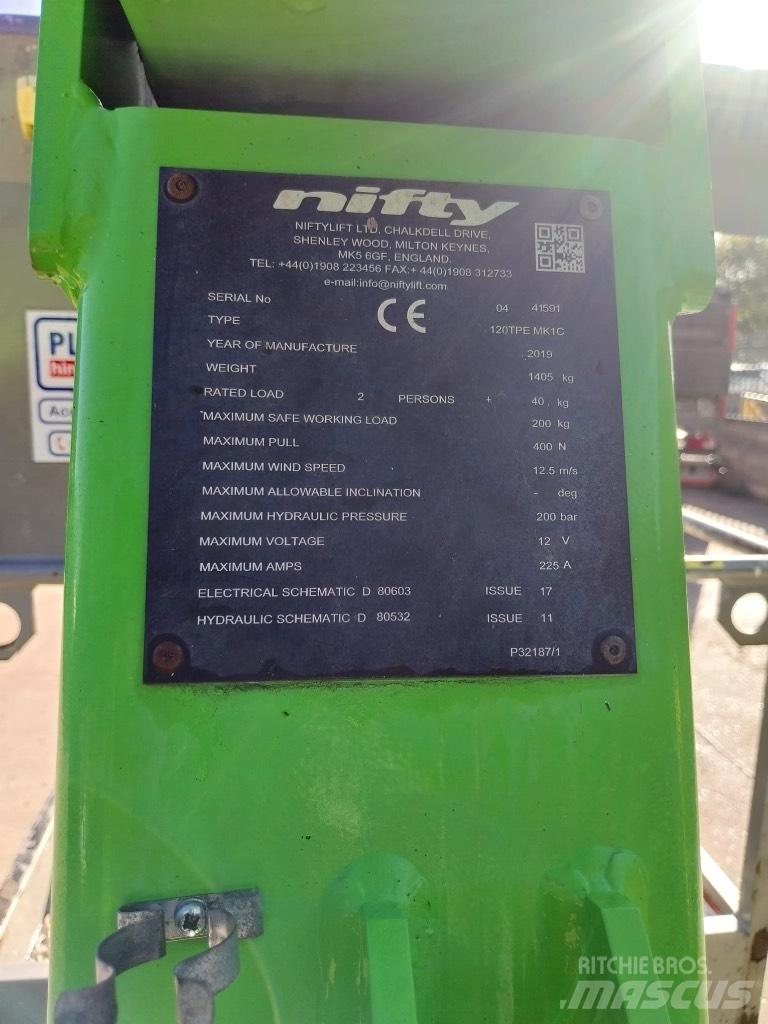 nifty
NIFTYLIFT LTD. CHALKDELL DRIVE,
SHENLEY WOOD, MILTON KEYNES,
MK5 6GF, ENGLAND.
TEL: +44(0)1908 223456 FAX:+ 44(0)1908 312733
e-mail:info@niftylift.com
CE
SERIAL No 04 41591
TYPE 120TPE MK1C
YEAR OF MANUFACTURE 2019
WEIGHT 1405 kg
RATED LOAD 2 PERSONS + 40 kg
MAXIMUM SAFE WORKING LOAD 200 kg
MAXIMUM PULL 400 N
MAXIMUM WIND SPEED 12.5 m/s
MAXIMUM ALLOWABLE INCLINATION - deg
MAXIMUM HYDRAULIC PRESSURE 200 bar
MAXIMUM VOLTAGE 12 V
MAXIMUM AMPS 225 A
ELECTRICAL SCHEMATIC D 80603 ISSUE 17
HYDRAULIC SCHEMATIC D 80532 ISSUE 11
P32187/1
PL
hir
Ac
RITCHIE BROS.
MASCUS